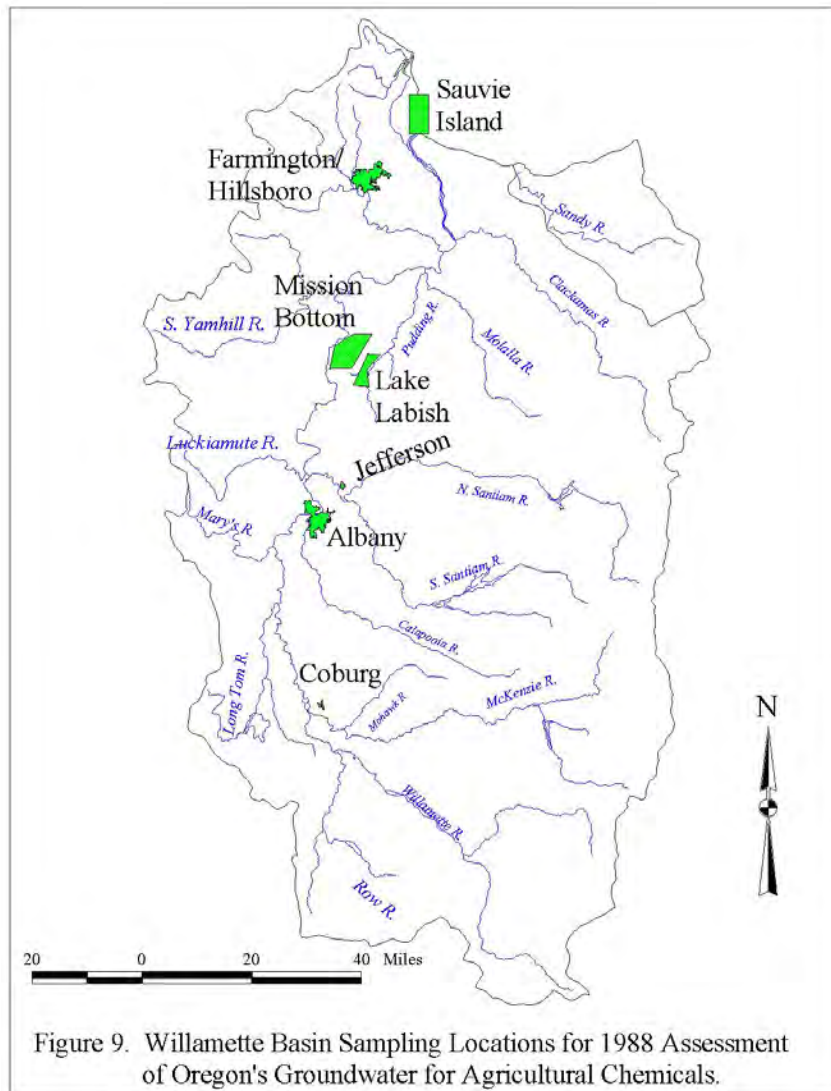 Sauvie
Island
Farmington/
Hillsboro
Sandy R.
Clackamas R.
Mission
Bottom
S. Yamhill R.
Pudding R.
Molalla R.
Lake
Labish
Luckiamute R.
Jefferson
N. Santiam R.
Mary's R.
Albany
S. Santiam R.
Calapooia R.
Coburg
Long Tom R.
Mohawk R.
McKenzie R.
N
Willamette R.
Row R.
20 0 20 40 Miles
Figure 9. Willamette Basin Sampling Locations for 1988 Assessment
of Oregon's Groundwater for Agricultural Chemicals.